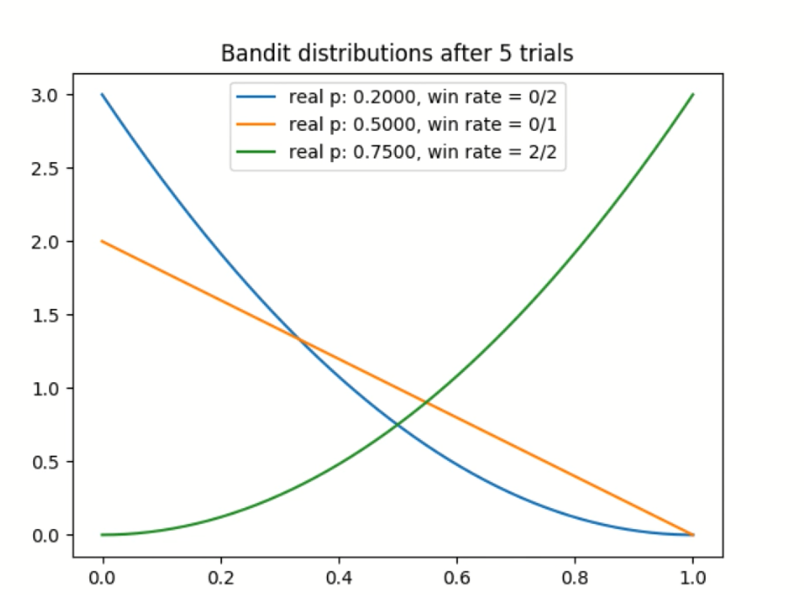 Bandit distributions after 5 trials
real p: 0.2000, win rate = 0/2
real p: 0.5000, win rate = 0/1
real p: 0.7500, win rate = 2/2
3.0
2.5
2.0
1.5
1.0
0.5
0.0
0.0 0.2 0.4 0.6 0.8 1.0